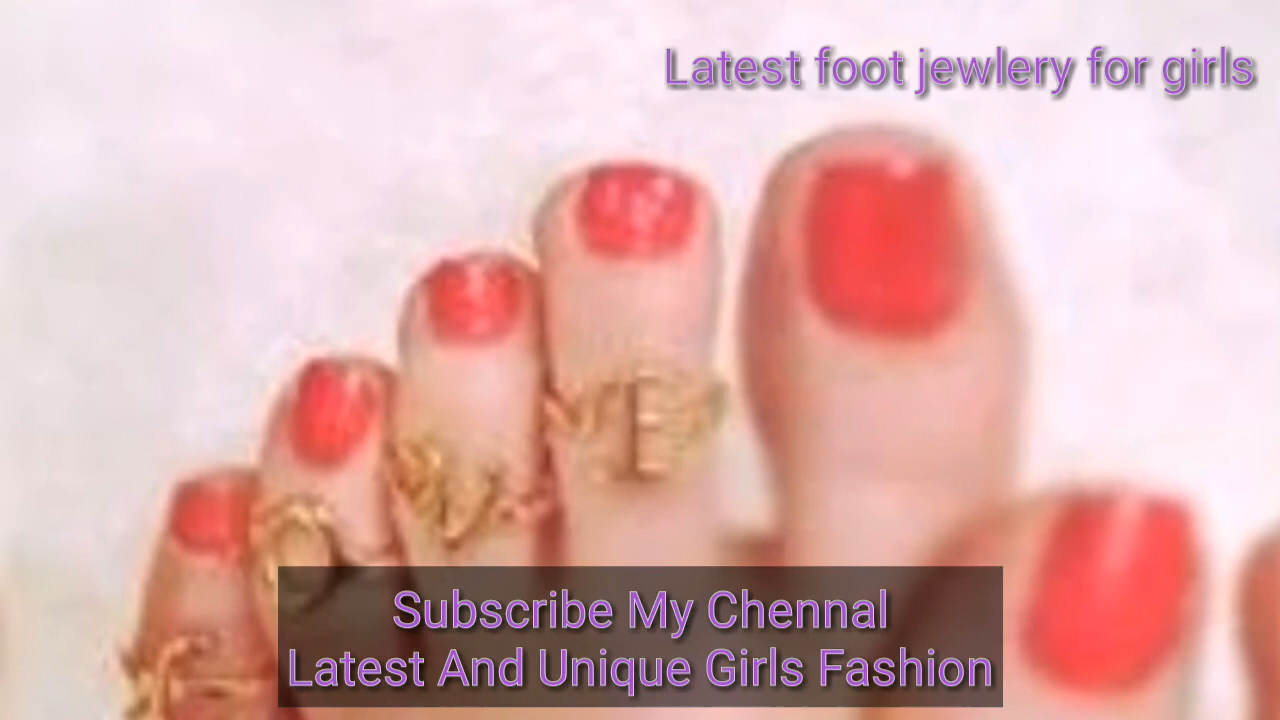 Latest foot jewlery for girls
L O V E
Subscribe My Chennal
Latest And Unique Girls Fashion